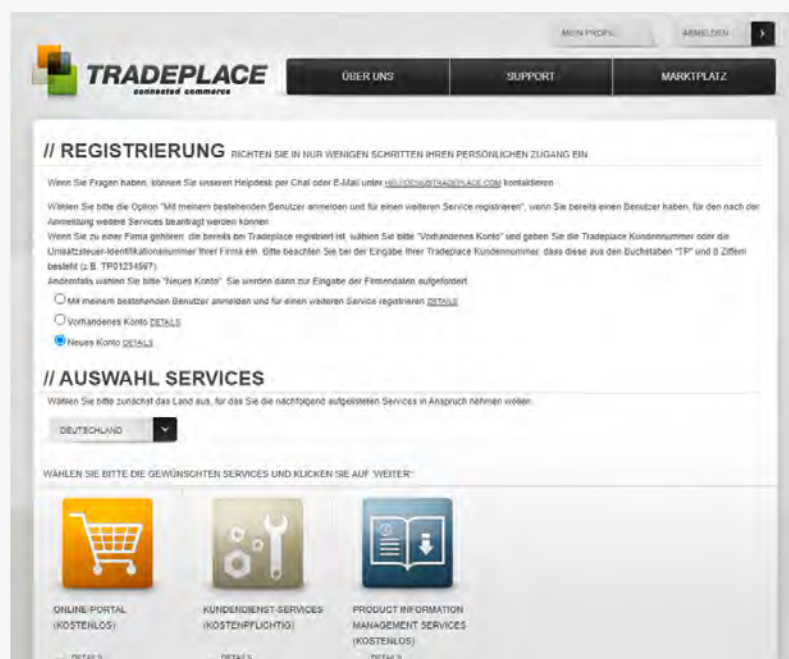 MEIN PROFIL
ABMELDEN
TRADEPLACE
connected commerce
ÜBER UNS
SUPPORT
MARKTPLATZ
// REGISTRIERUNG RICHTEN SIE IN NUR WENIGEN SCHRITTEN IHREN PERSÖNLICHEN ZUGANG EIN.
Wenn Sie Fragen haben, können Sie unseren Helpdesk per Chat oder E-Mail unter kontaktieren.
Wählen Sie bitte die Option "Mit meinem bestehenden Benutzer anmelden und für einen weiteren Service registrieren", wenn Sie bereits einen Benutzer haben, für den nach der
Anmeldung weitere Services beantragt werden können.
Wenn Sie zu einer Firma gehören, die bereits bei Tradeplace registriert ist, wählen Sie bitte "Vorhandenes Konto" und geben Sie die Tradeplace Kundennummer oder die
Umsatzsteuer-Identifikationsnummer Ihrer Firma ein. Bitte beachten Sie bei der Eingabe Ihrer Tradeplace Kundennummer, dass diese aus den Buchstaben "TP" und 8 Ziffern
besteht (z.B. TP01234567).
Andernfalls wählen Sie bitte "Neues Konto". Sie werden dann zur Eingabe der Firmendaten aufgefordert.
Mit meinem bestehenden Benutzer anmelden und für einen weiteren Service registrieren DETAILS
Vorhandenes Konto DETAILS
Neues Konto DETAILS
// AUSWAHL SERVICES
Wählen Sie bitte zunächst das Land aus, für das Sie die nachfolgend aufgelisteten Services in Anspruch nehmen wollen.
DEUTSCHLAND
WÄHLEN SIE BITTE DIE GEWÜNSCHTEN SERVICES UND KLICKEN SIE AUF "WEITER":
ONLINE-PORTAL
(KOSTENLOS)
DETAILS
KUNDENDIENST-SERVICES
(KOSTENPFLICHTIG)
DETAILS
PRODUCT INFORMATION
MANAGEMENT SERVICES
(KOSTENLOS)
DETAILS